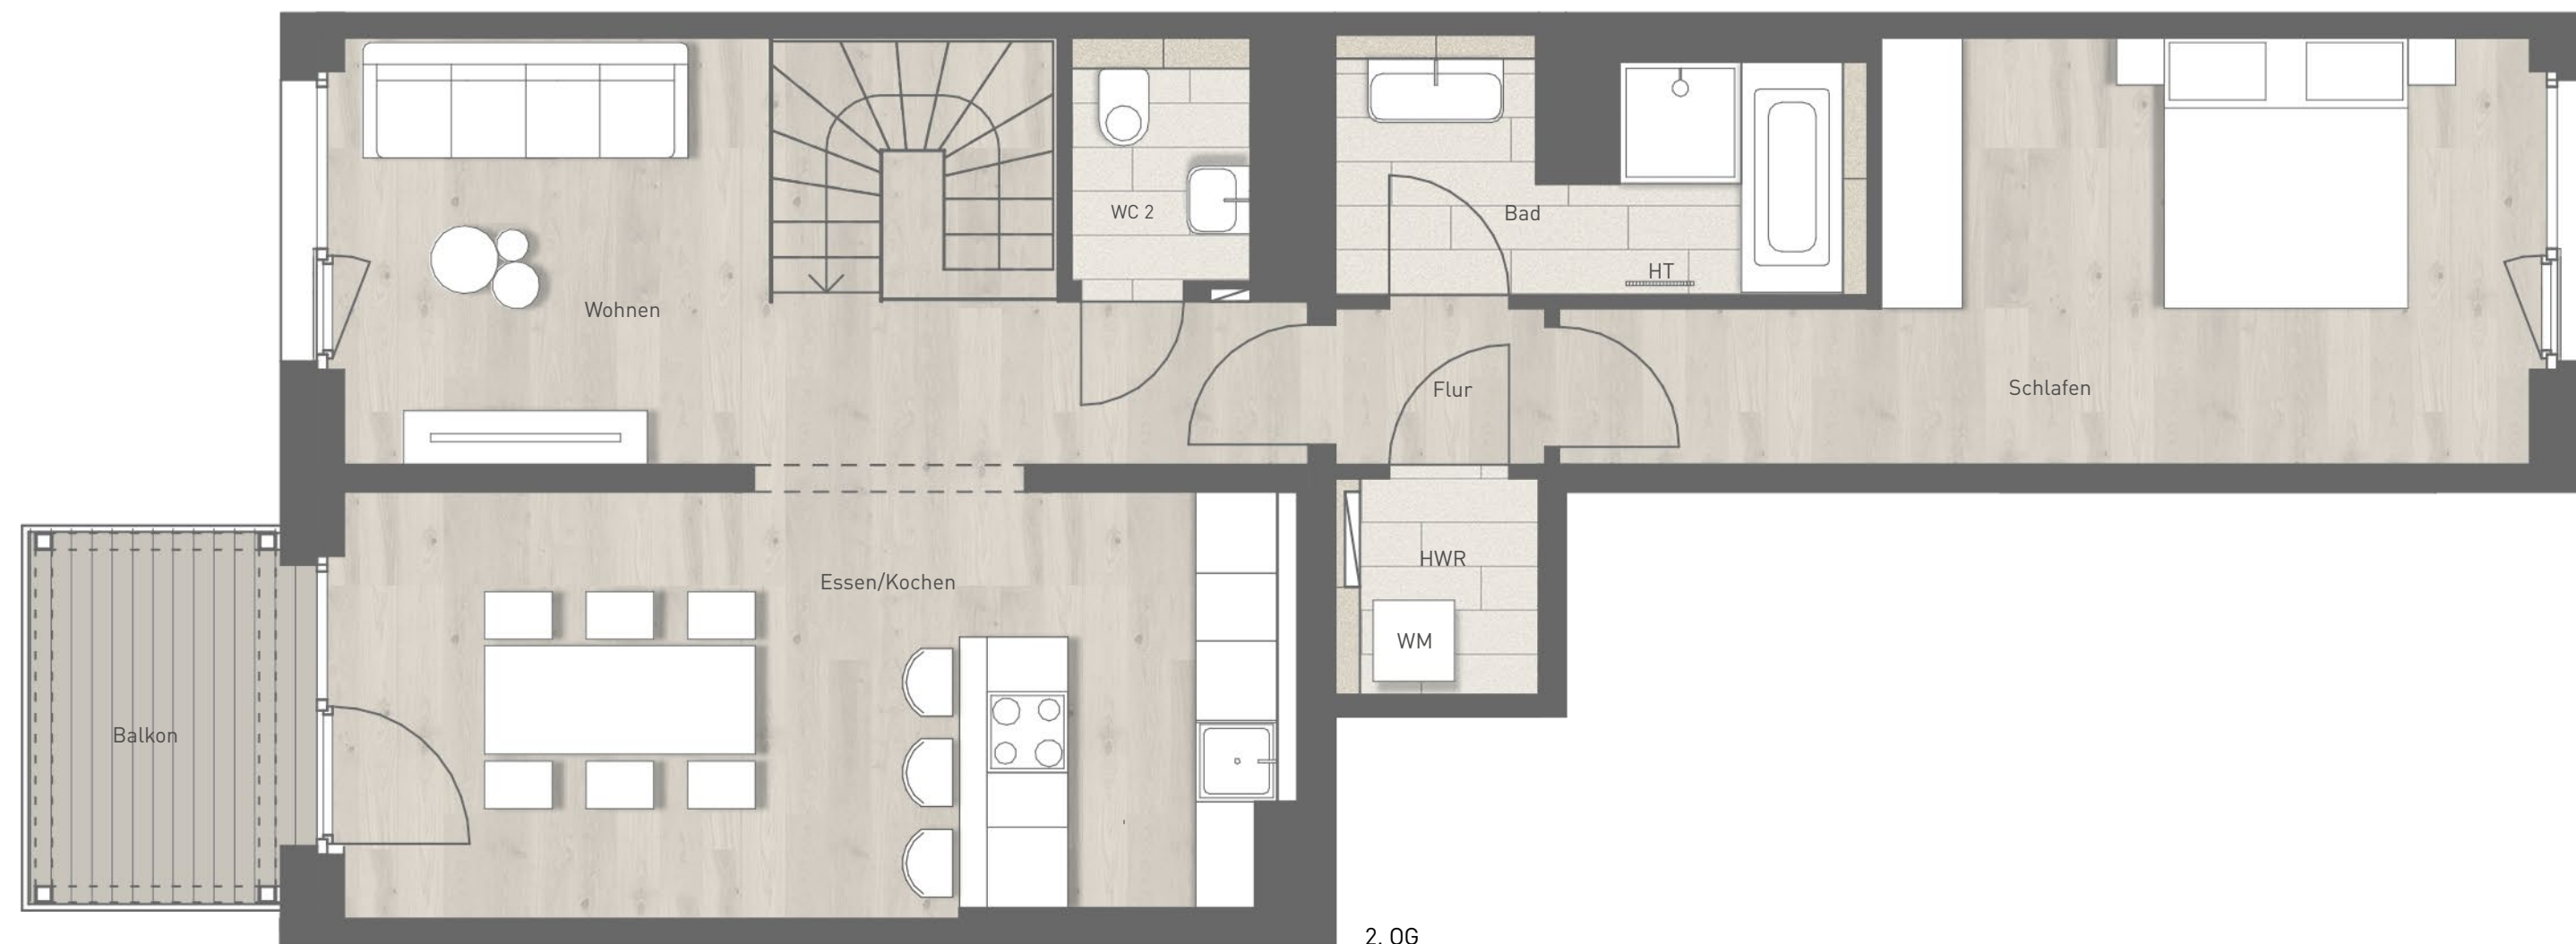 WC 2
Bad
HT
Wohnen
Flur
Schlafen
HWR
Essen/Kochen
WM
Balkon
2. OG